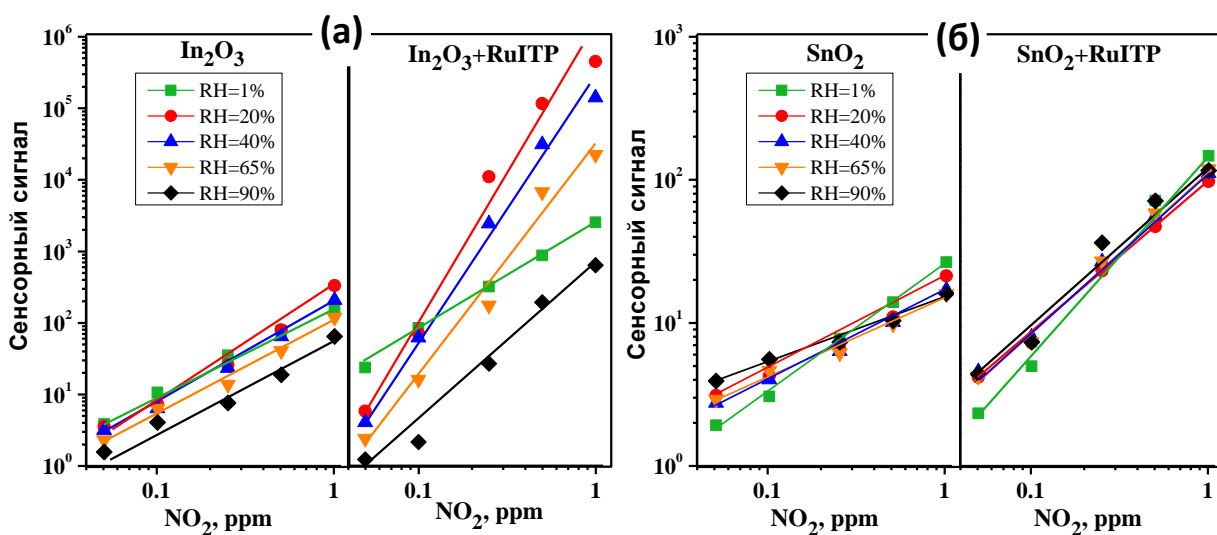 (а)
In2O3
In2O3+RuITP
RH=1%
RH=20%
RH=40%
RH=65%
RH=90%
Сенсорный сигнал
10^6
10^5
10^4
10^3
10^2
10^1
10^0
0.1 1 0.1 1
NO2, ppm NO2, ppm
(б)
SnO2
SnO2+RuITP
RH=1%
RH=20%
RH=40%
RH=65%
RH=90%
Сенсорный сигнал
10^3
10^2
10^1
10^0
0.1 1 0.1 1
NO2, ppm NO2, ppm